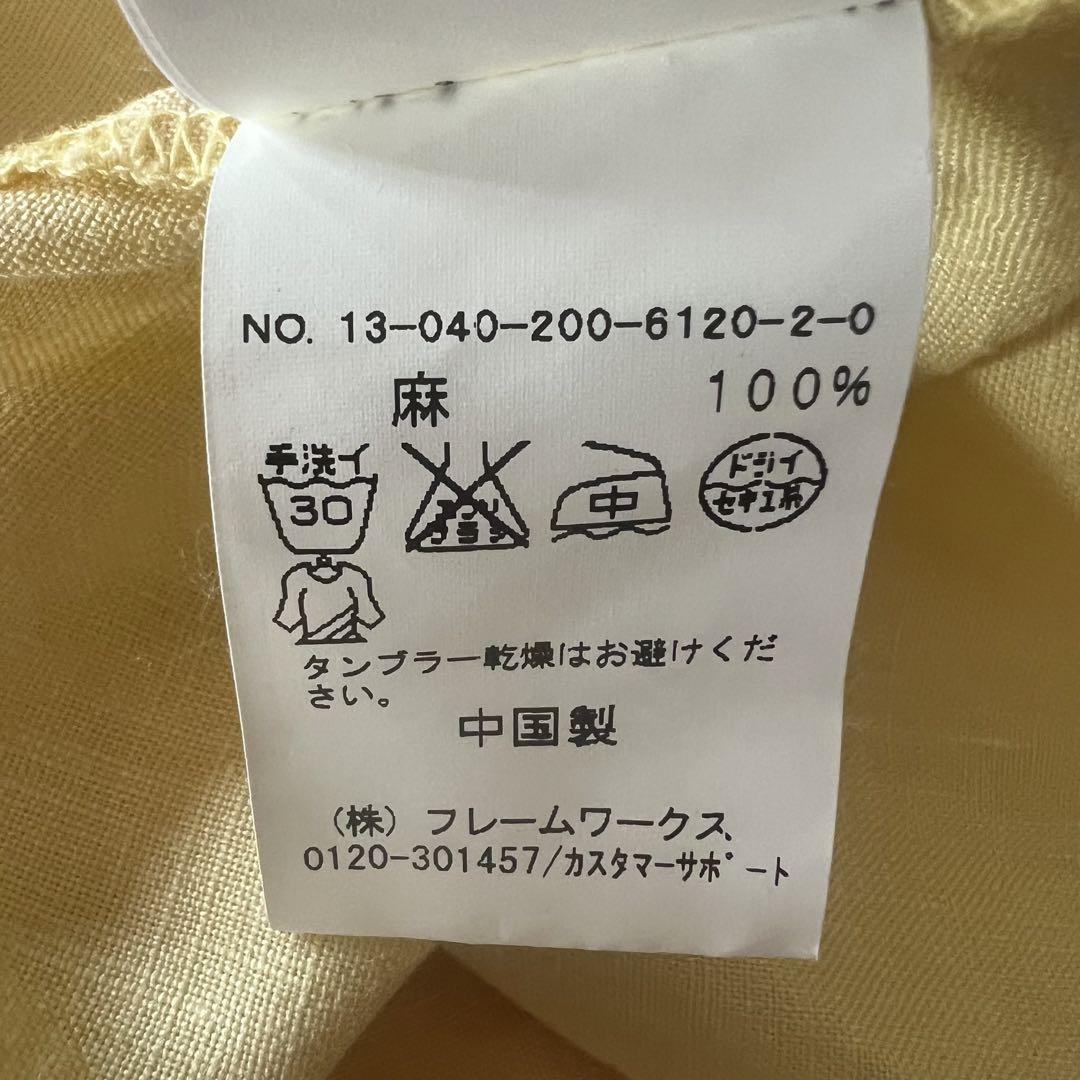 NO. 13-040-200-6120-2-0
麻 100%
手洗イ
30
エンソ
サラシ
中
ドライ
セキユ系
タンブラー乾燥はお避けくだ
さい。
中国製
(株) フレームワークス
0120-301457/カスタマーサポート